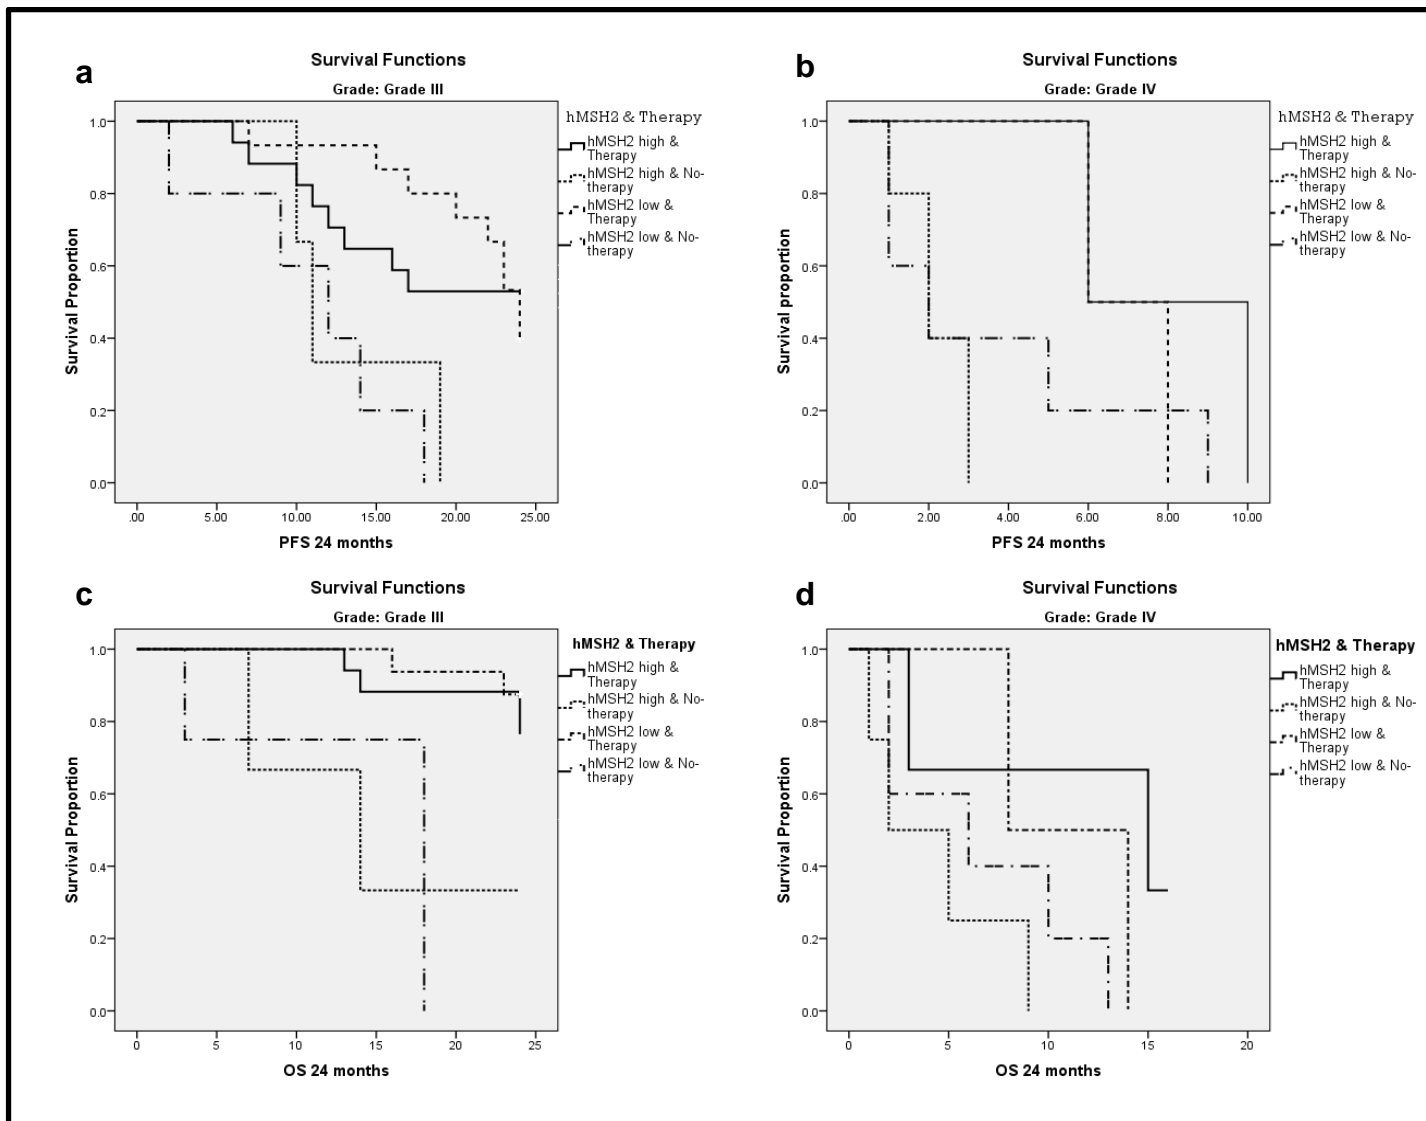 a
Survival Functions
Grade: Grade III
Survival Proportion
1.0
0.8
0.6
0.4
0.2
0.0
.00 5.00 10.00 15.00 20.00 25.00
PFS 24 months
hMSH2 & Therapy
hMSH2 high &
Therapy
hMSH2 high & No-
therapy
hMSH2 low &
Therapy
hMSH2 low & No-
therapy
b
Survival Functions
Grade: Grade IV
Survival proportion
1.0
0.8
0.6
0.4
0.2
0.0
.00 2.00 4.00 6.00 8.00 10.00
PFS 24 months
hMSH2 & Therapy
hMSH2 high &
Therapy
hMSH2 high & No-
therapy
hMSH2 low &
Therapy
hMSH2 low & No-
therapy
c
Survival Functions
Grade: Grade III
Survival Proportion
1.0
0.8
0.6
0.4
0.2
0.0
0 5 10 15 20 25
OS 24 months
hMSH2 & Therapy
hMSH2 high &
Therapy
hMSH2 high & No-
therapy
hMSH2 low &
Therapy
hMSH2 low & No-
therapy
d
Survival Functions
Grade: Grade IV
Survival Proportion
1.0
0.8
0.6
0.4
0.2
0.0
0 5 10 15 20
OS 24 months
hMSH2 & Therapy
hMSH2 high &
Therapy
hMSH2 high & No-
therapy
hMSH2 low &
Therapy
hMSH2 low & No-
therapy